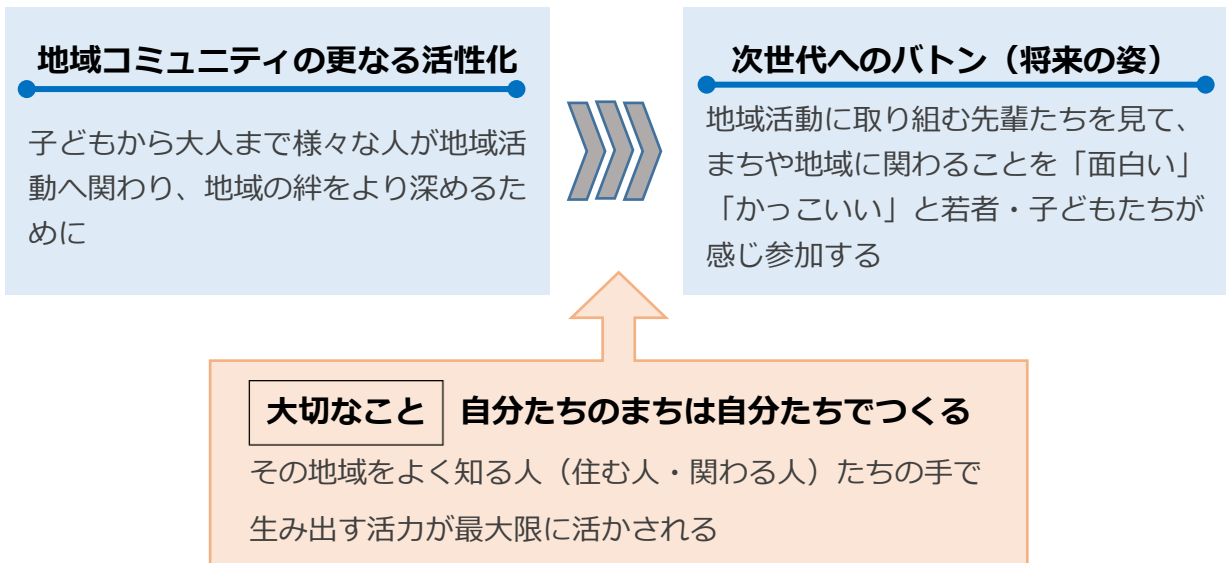 地域コミュニティの更なる活性化
子どもから大人まで様々な人が地域活
動へ関わり、地域の絆をより深めるた
めに
次世代へのバトン（将来の姿）
地域活動に取り組む先輩たちを見て、
まちや地域に関わることを「面白い」
「かっこいい」と若者・子どもたちが
感じ参加する
大切なこと 自分たちのまちは自分たちでつくる
その地域をよく知る人（住む人・関わる人）たちの手で
生み出す活力が最大限に活かされる